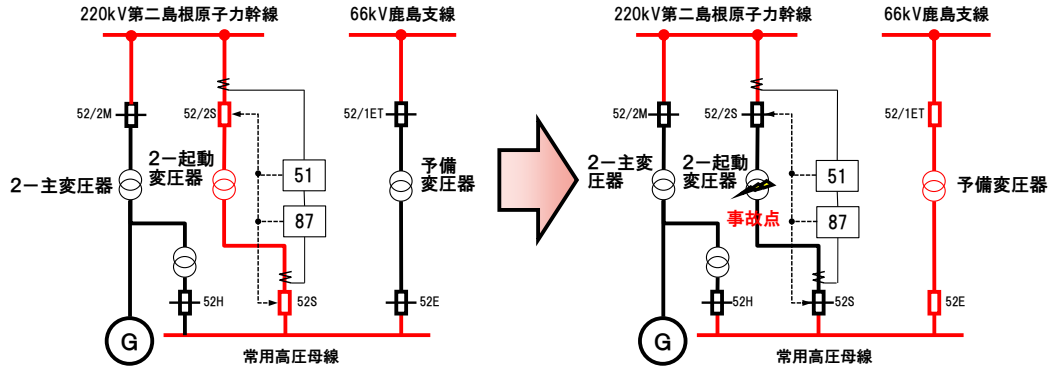 220kV第二島根原子力幹線
66kV鹿島支線
52/2M
52/2S
52/1ET
2－主変圧器
2－起動
変圧器
51
87
予備
変圧器
52H
52S
52E
G
常用高圧母線
220kV第二島根原子力幹線
66kV鹿島支線
52/2M
52/2S
52/1ET
2－主変
圧器
2－起動
変圧器
事故点
51
87
予備変圧器
52H
52S
52E
G
常用高圧母線